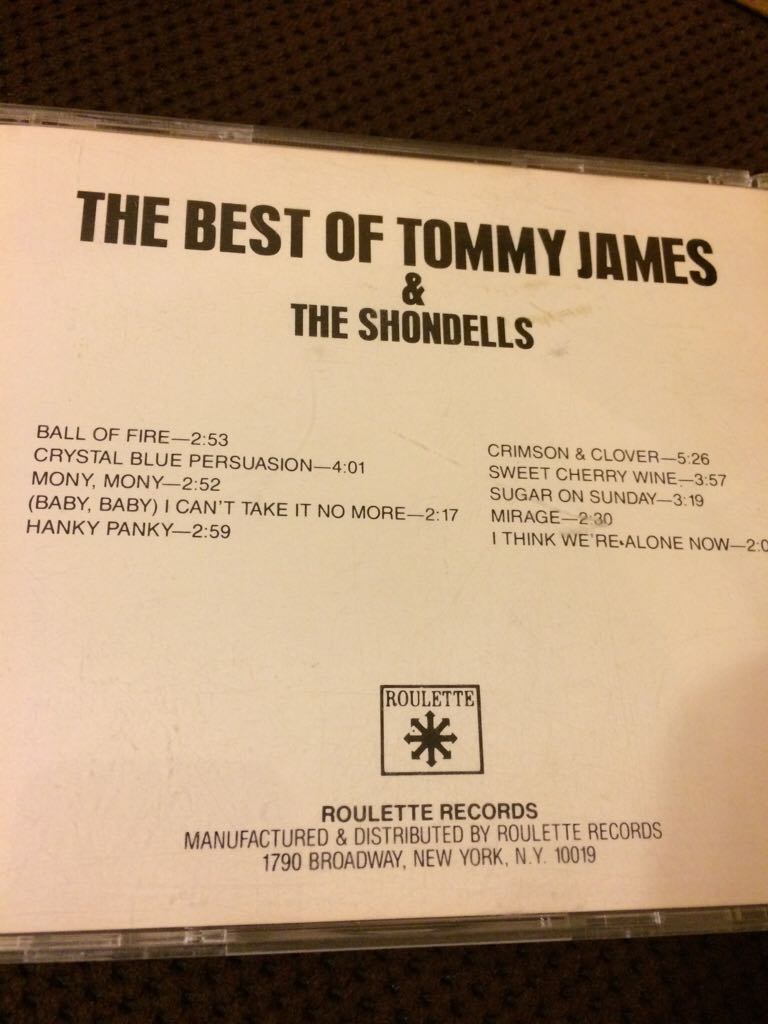 THE BEST OF TOMMY JAMES
&
THE SHONDELLS
BALL OF FIRE—2:53
CRYSTAL BLUE PERSUASION—4:01
MONY, MONY—2:52
(BABY, BABY) I CAN'T TAKE IT NO MORE—2:17
HANKY PANKY—2:59
CRIMSON & CLOVER—5:26
SWEET CHERRY WINE—3:57
SUGAR ON SUNDAY—3:19
MIRAGE—2:30
I THINK WE'RE ALONE NOW—2:0
ROULETTE
ROULETTE RECORDS
MANUFACTURED & DISTRIBUTED BY ROULETTE RECORDS
1790 BROADWAY, NEW YORK, N.Y. 10019